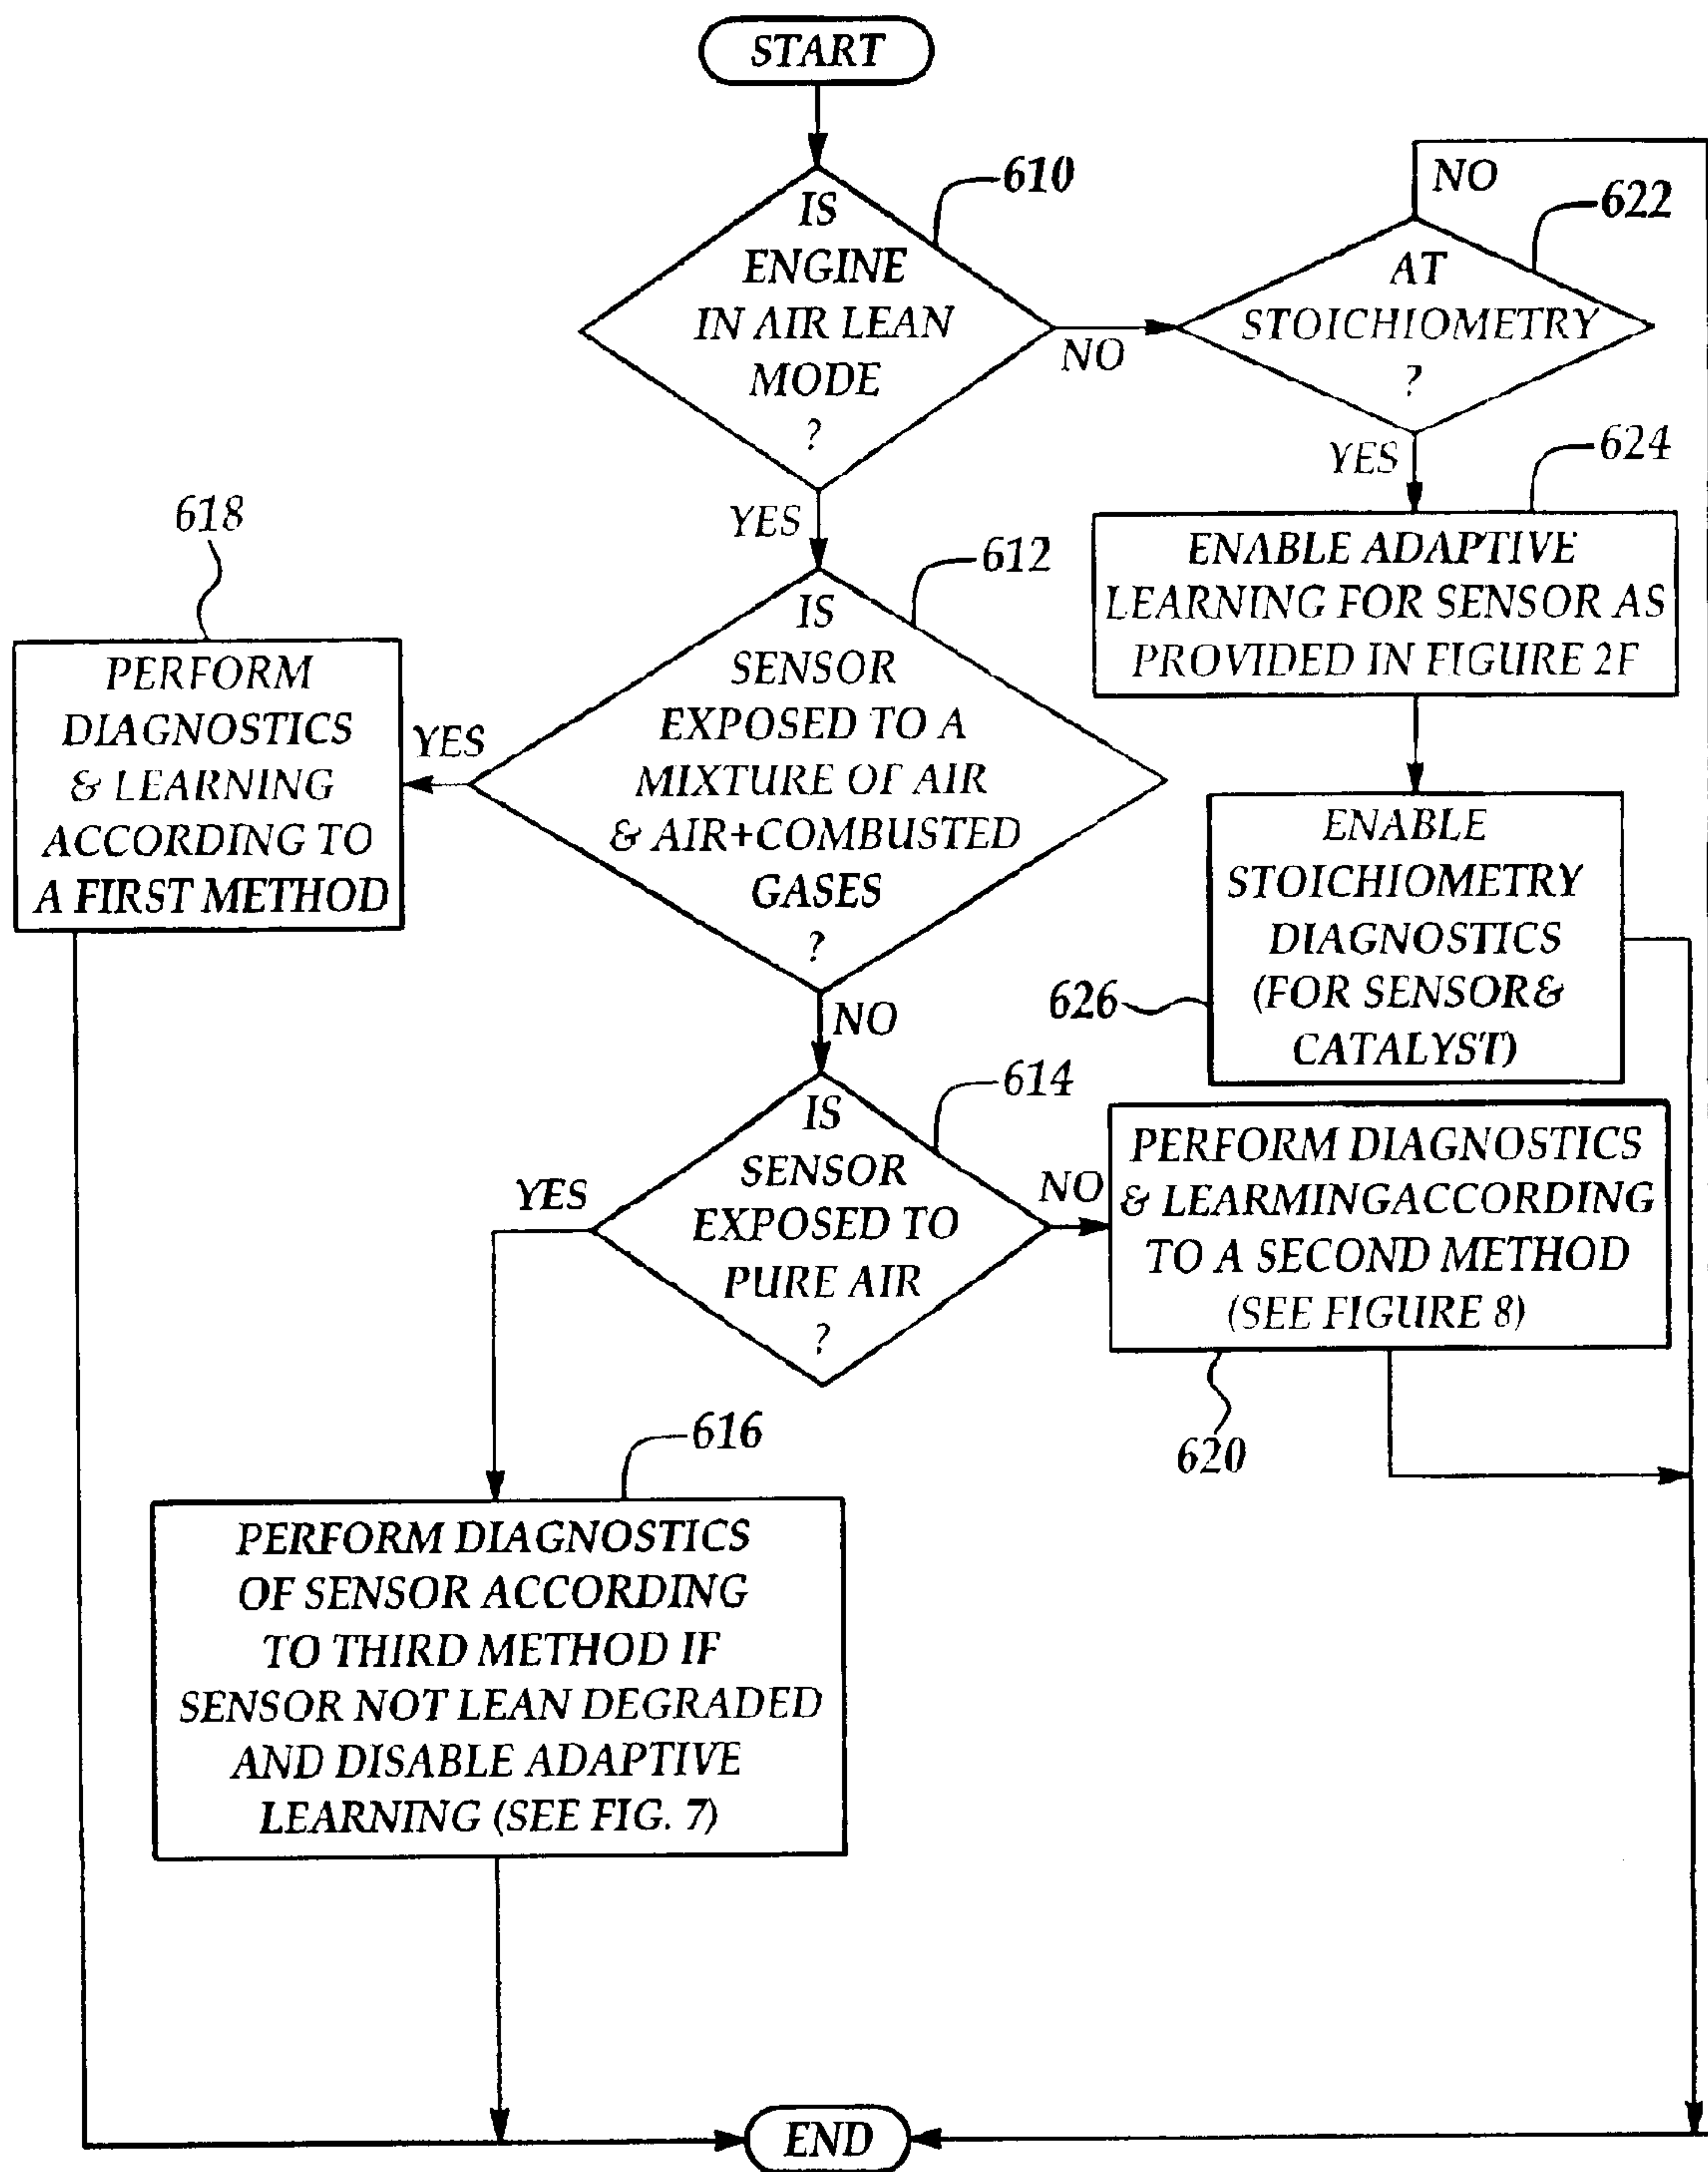 START
610
IS
ENGINE
IN AIR LEAN
MODE
?
NO
YES
622
NO
AT
STOICHIOMETRY
?
YES
624
ENABLE ADAPTIVE
LEARNING FOR SENSOR AS
PROVIDED IN FIGURE 2F
626
ENABLE
STOICHIOMETRY
DIAGNOSTICS
(FOR SENSOR&
CATALYST)
612
IS
SENSOR
EXPOSED TO A
MIXTURE OF AIR
& AIR+COMBUSTED
GASES
?
YES
NO
618
PERFORM
DIAGNOSTICS
& LEARNING
ACCORDING TO
A FIRST METHOD
614
IS
SENSOR
EXPOSED TO
PURE AIR
?
YES
NO
PERFORM DIAGNOSTICS
& LEARMINGACCORDING
TO A SECOND METHOD
(SEE FIGURE 8)
620
616
PERFORM DIAGNOSTICS
OF SENSOR ACCORDING
TO THIRD METHOD IF
SENSOR NOT LEAN DEGRADED
AND DISABLE ADAPTIVE
LEARNING (SEE FIG. 7)
END